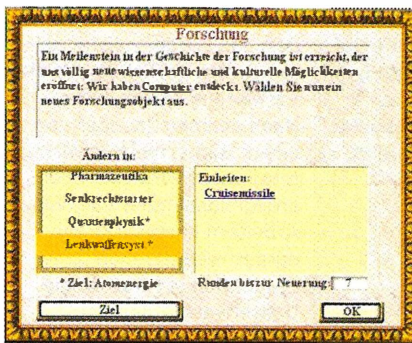 Forschung
Ein Meilenstein in der Geschichte der Forschung ist erreicht, der
uns völlig neue wissenschaftliche und kulturelle Möglichkeiten
eröffnet: Wir haben Computer entdeckt. Wählen Sie nun ein
neues Forschungsobjekt aus.
Ändern in:
Pharmazeutika
Senkrechtstarter
Quantenphysik*
Lenkwaffensyst *
Einheiten:
Cruisemissile
* Ziel: Atomenergie
Runden bis zur Neuerung: 7
Ziel
OK